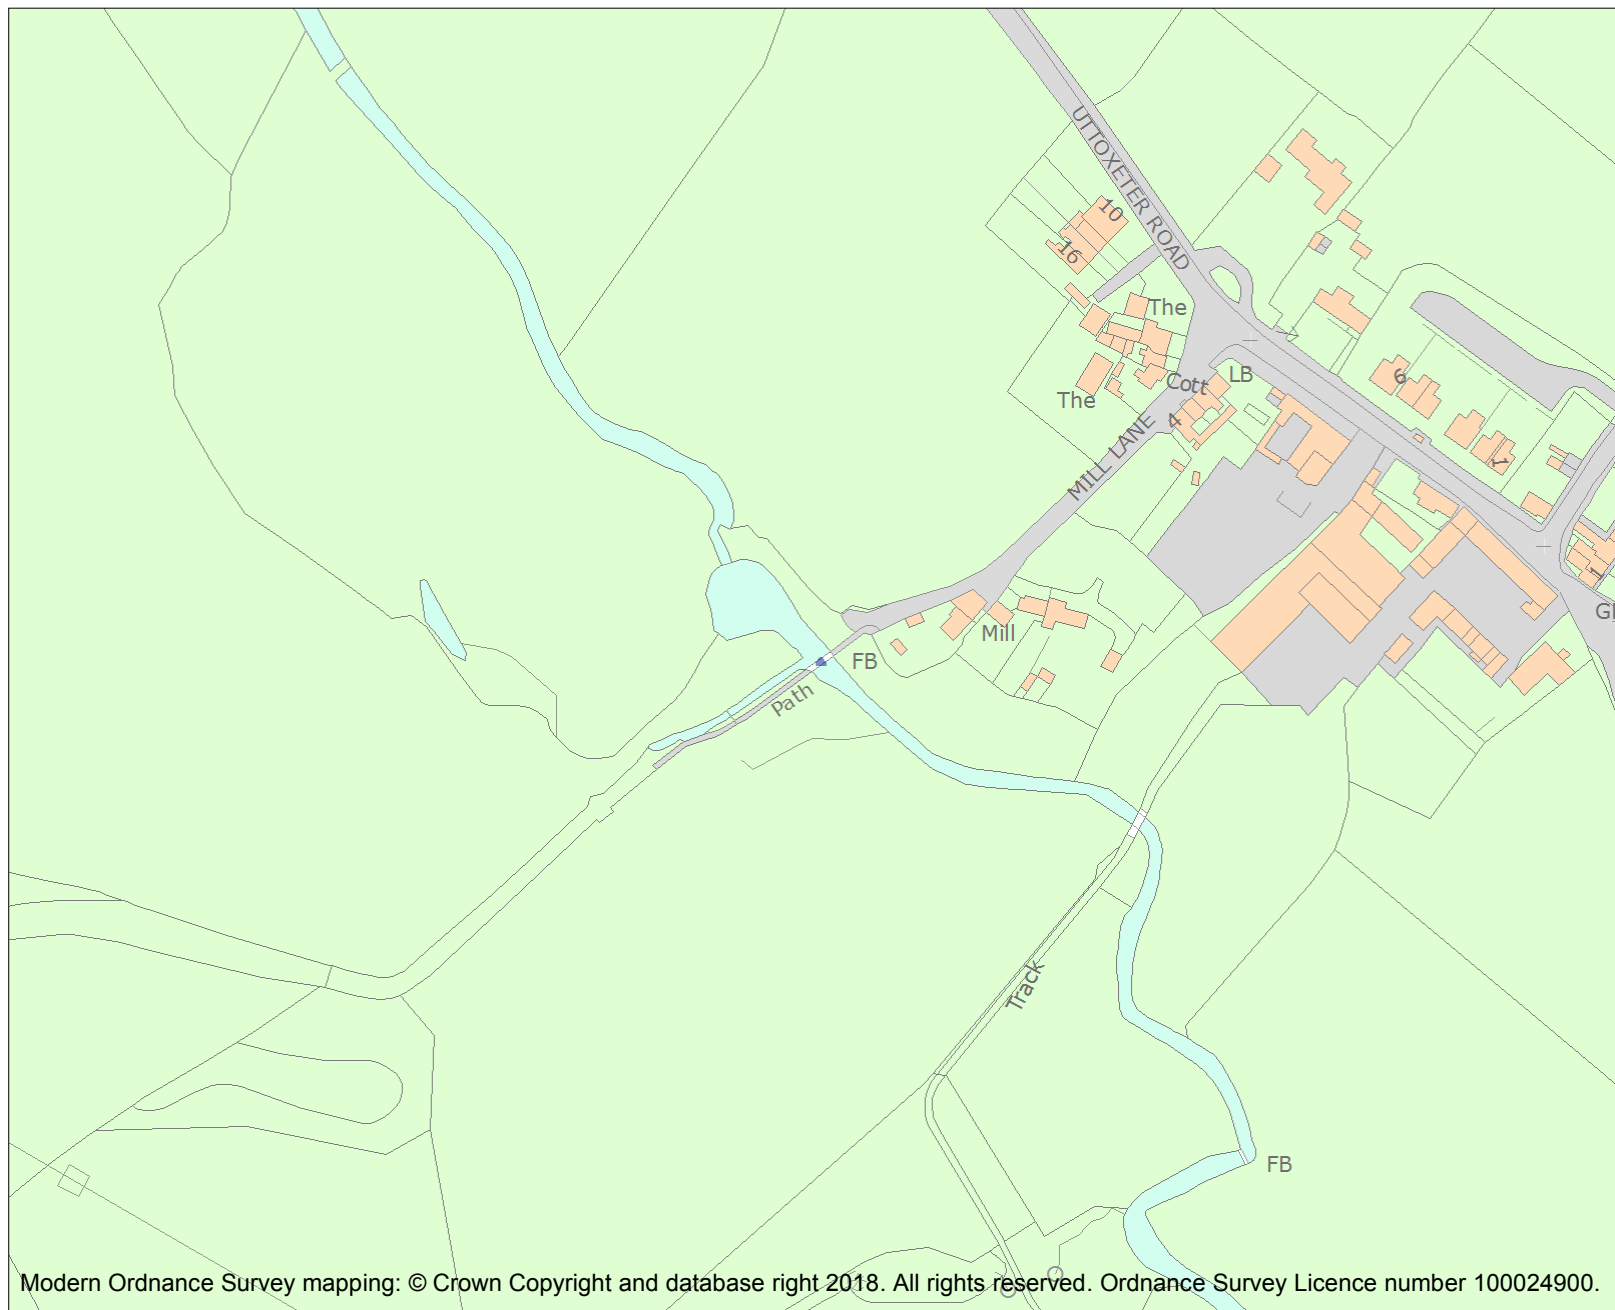 UTTOXETER ROAD
10
16
The
The
Cott
LB
4
6
1
MILL LANE
1
Mill
FB
Path
Track
FB
Modern Ordnance Survey mapping: © Crown Copyright and database right 2018. All rights reserved. Ordnance Survey Licence number 100024900.